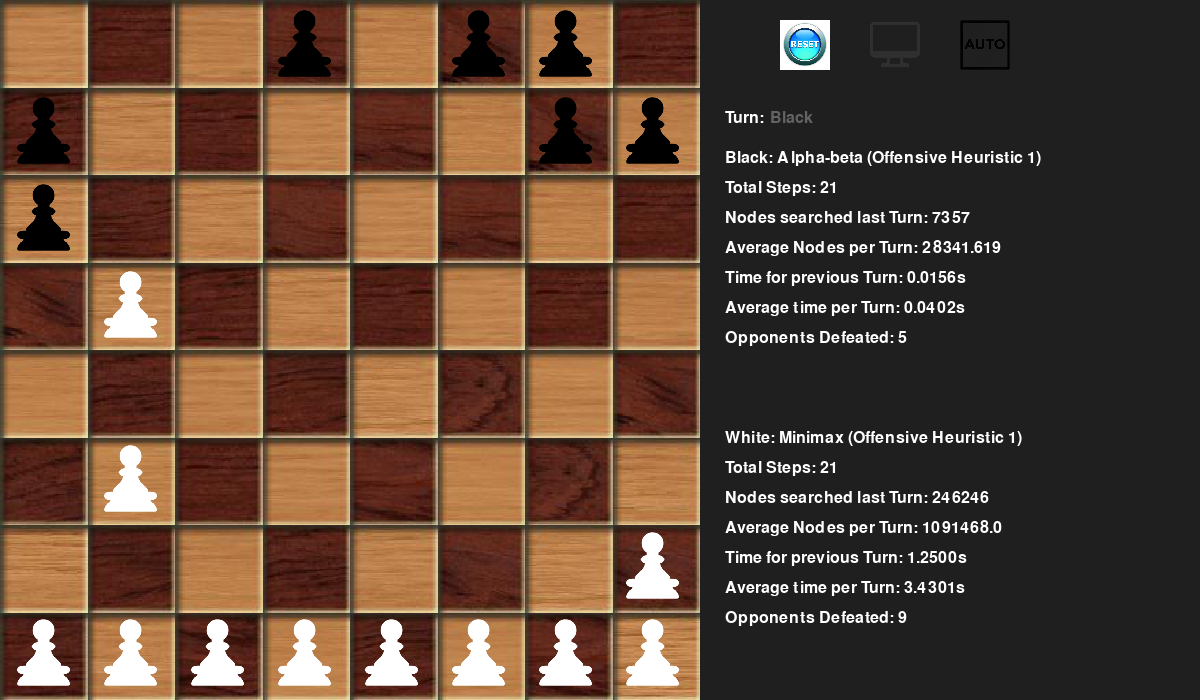 RESET
AUTO
Turn: Black
Black: Alpha-beta (Offensive Heuristic 1)
Total Steps: 21
Nodes searched last Turn: 7357
Average Nodes per Turn: 28341.619
Time for previous Turn: 0.0156s
Average time per Turn: 0.0402s
Opponents Defeated: 5
White: Minimax (Offensive Heuristic 1)
Total Steps: 21
Nodes searched last Turn: 246246
Average Nodes per Turn: 1091468.0
Time for previous Turn: 1.2500s
Average time per Turn: 3.4301s
Opponents Defeated: 9